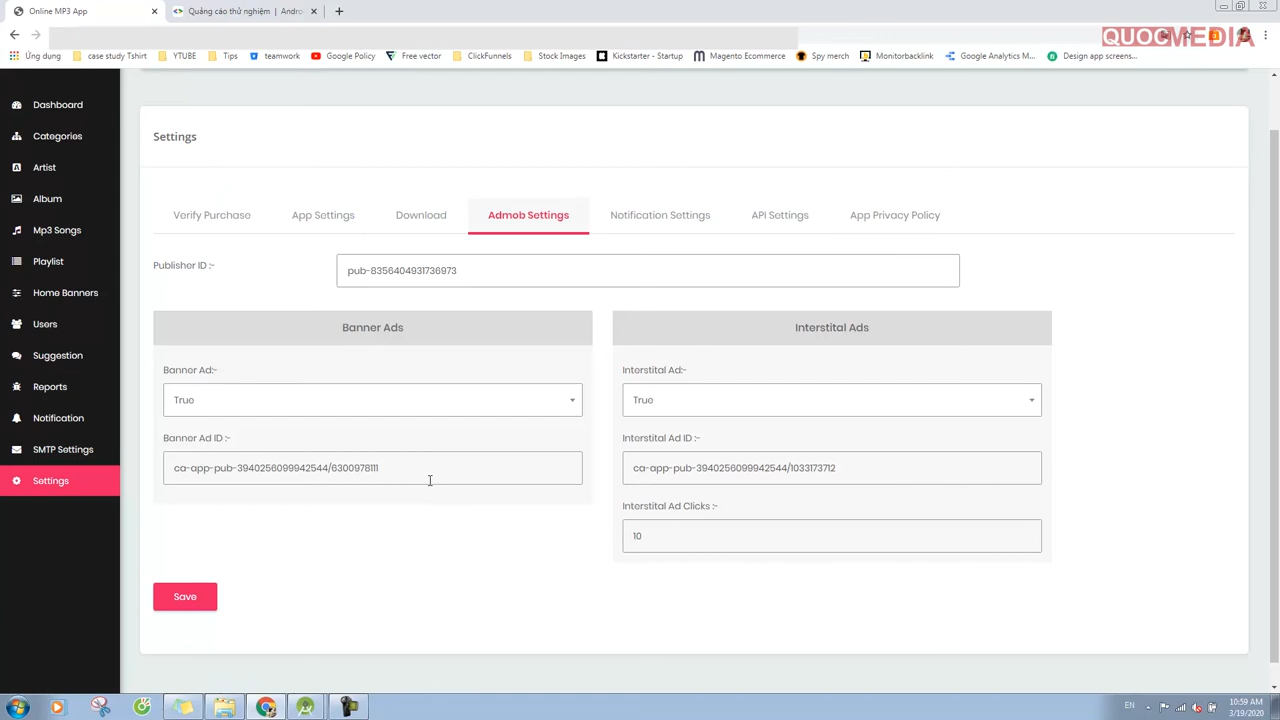 Online MP3 App
Quảng cáo thử nghiệm | Andro
QUOCMEDIA
Ứng dụng
case study Tshirt
YTUBE
Tips
teamwork
Google Policy
Free vector
ClickFunnels
Stock Images
Kickstarter - Startup
Magento Ecommerce
Spy merch
Monitorbacklink
Google Analytics M...
Design app screens...
Dashboard
Categories
Artist
Album
Mp3 Songs
Playlist
Home Banners
Users
Suggestion
Reports
Notification
SMTP Settings
Settings
Settings
Verify Purchase
App Settings
Download
Admob Settings
Notification Settings
API Settings
App Privacy Policy
Publisher ID :-
pub-8356404931736973
Banner Ads
Banner Ad:-
True
Banner Ad ID :-
ca-app-pub-3940256099942544/6300978111
Interstital Ads
Interstital Ad:-
True
Interstital Ad ID :-
ca-app-pub-3940256099942544/1033173712
Interstital Ad Clicks :-
10
Save
EN
10:59 AM
3/19/2020